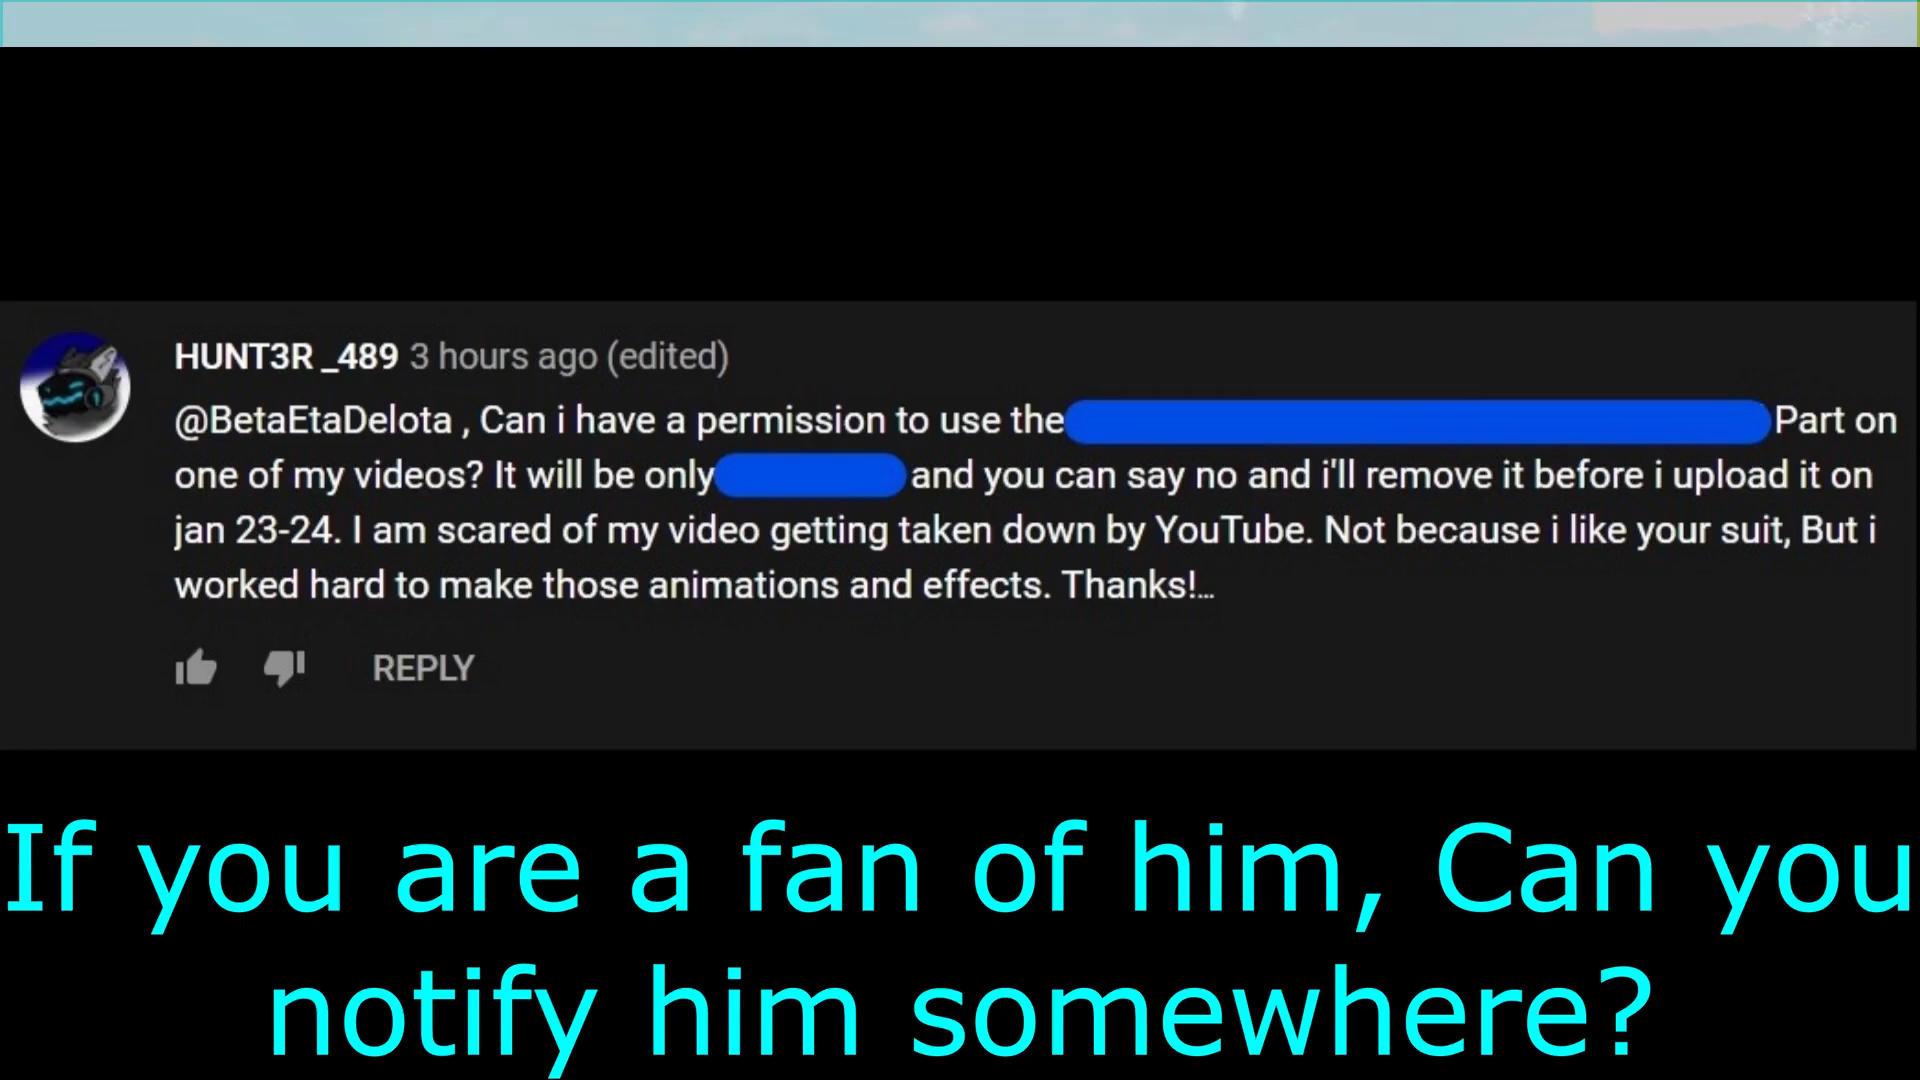 HUNT3R _489 3 hours ago (edited)
@BetaEtaDelota , Can i have a permission to use the Part on
one of my videos? It will be only and you can say no and i'll remove it before i upload it on
jan 23-24. I am scared of my video getting taken down by YouTube. Not because i like your suit, But i
worked hard to make those animations and effects. Thanks!...
REPLY
If you are a fan of him, Can you
notify him somewhere?